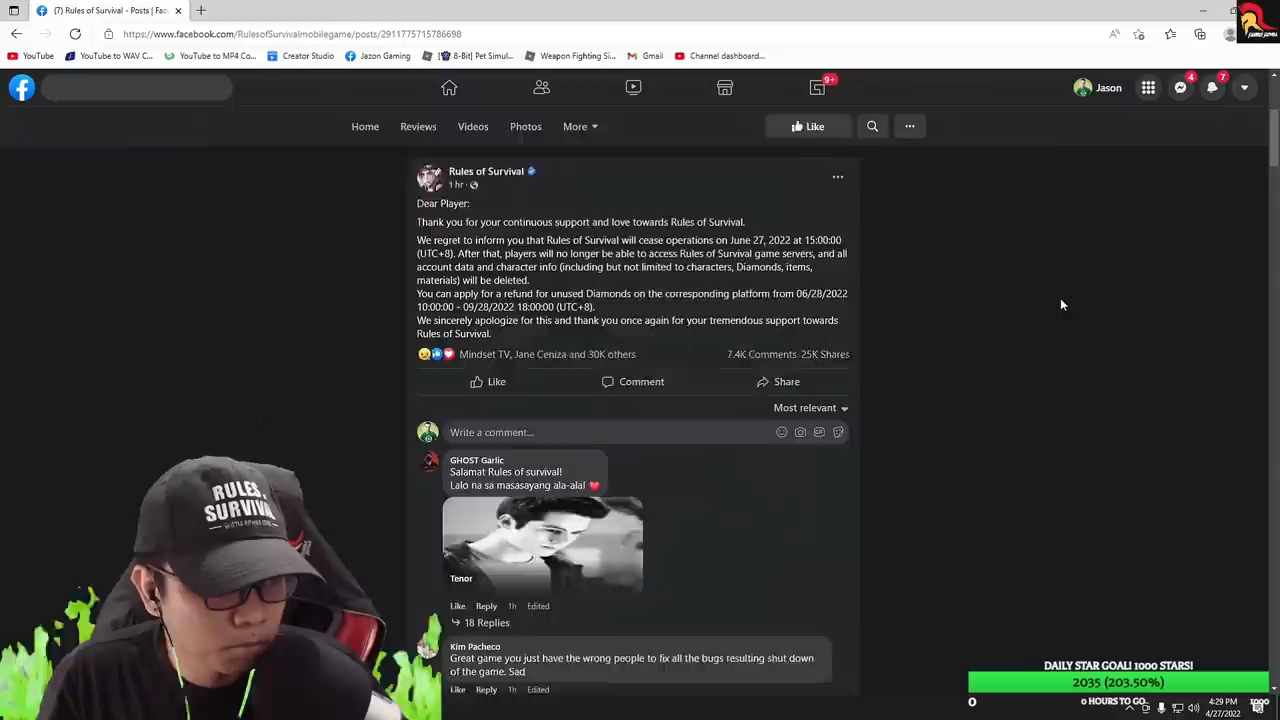 (7) Rules of Survival - Posts | Fac
https://www.facebook.com/RulesofSurvivalmobilegame/posts/2911775715786698
YouTube
YouTube to WAV C...
YouTube to MP4 Co...
Creator Studio
Jazon Gaming
[8-Bit] Pet Simul...
Weapon Fighting Si...
Gmail
Channel dashboard...
9+
Jason
4
7
Home
Reviews
Videos
Photos
More
Like
Rules of Survival
1 hr
Dear Player:
Thank you for your continuous support and love towards Rules of Survival.
We regret to inform you that Rules of Survival will cease operations on June 27, 2022 at 15:00:00
(UTC+8). After that, players will no longer be able to access Rules of Survival game servers, and all
account data and character info (including but not limited to characters, Diamonds, items,
materials) will be deleted.
You can apply for a refund for unused Diamonds on the corresponding platform from 06/28/2022
10:00:00 - 09/28/2022 18:00:00 (UTC+8).
We sincerely apologize for this and thank you once again for your tremendous support towards
Rules of Survival.
Mindset TV, Jane Ceniza and 30K others
7.4K Comments 25K Shares
Like
Comment
Share
Most relevant
Write a comment...
GIF
GHOST Garlic
Salamat Rules of survival!
Lalo na sa masasayang ala-ala!
Tenor
Like Reply 1h Edited
18 Replies
Kim Pacheco
Great game you just have the wrong people to fix all the bugs resulting shut down
of the game. Sad
Like Reply 1h Edited
RULES OF
SURVIVAL
DAILY STAR GOAL! 1000 STARS!
2035 (203.50%)
0
0 HOURS TO GO
1000
4:29 PM
4/27/2022